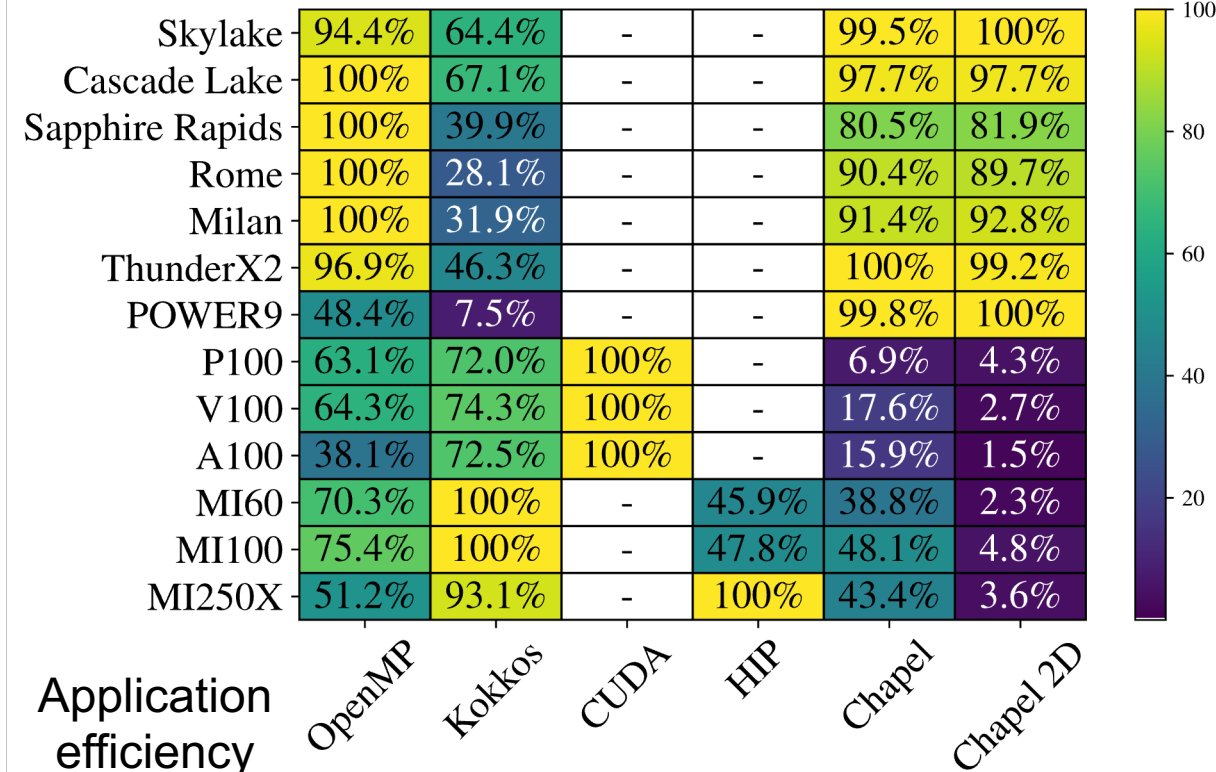 Skylake 94.4% 64.4% - - 99.5% 100%
Cascade Lake 100% 67.1% - - 97.7% 97.7%
Sapphire Rapids 100% 39.9% - - 80.5% 81.9%
Rome 100% 28.1% - - 90.4% 89.7%
Milan 100% 31.9% - - 91.4% 92.8%
ThunderX2 96.9% 46.3% - - 100% 99.2%
POWER9 48.4% 7.5% - - 99.8% 100%
P100 63.1% 72.0% 100% - 6.9% 4.3%
V100 64.3% 74.3% 100% - 17.6% 2.7%
A100 38.1% 72.5% 100% - 15.9% 1.5%
MI60 70.3% 100% - 45.9% 38.8% 2.3%
MI100 75.4% 100% - 47.8% 48.1% 4.8%
MI250X 51.2% 93.1% - 100% 43.4% 3.6%
OpenMP Kokkos CUDA HIP Chapel Chapel 2D
100
80
60
40
20
Application
efficiency